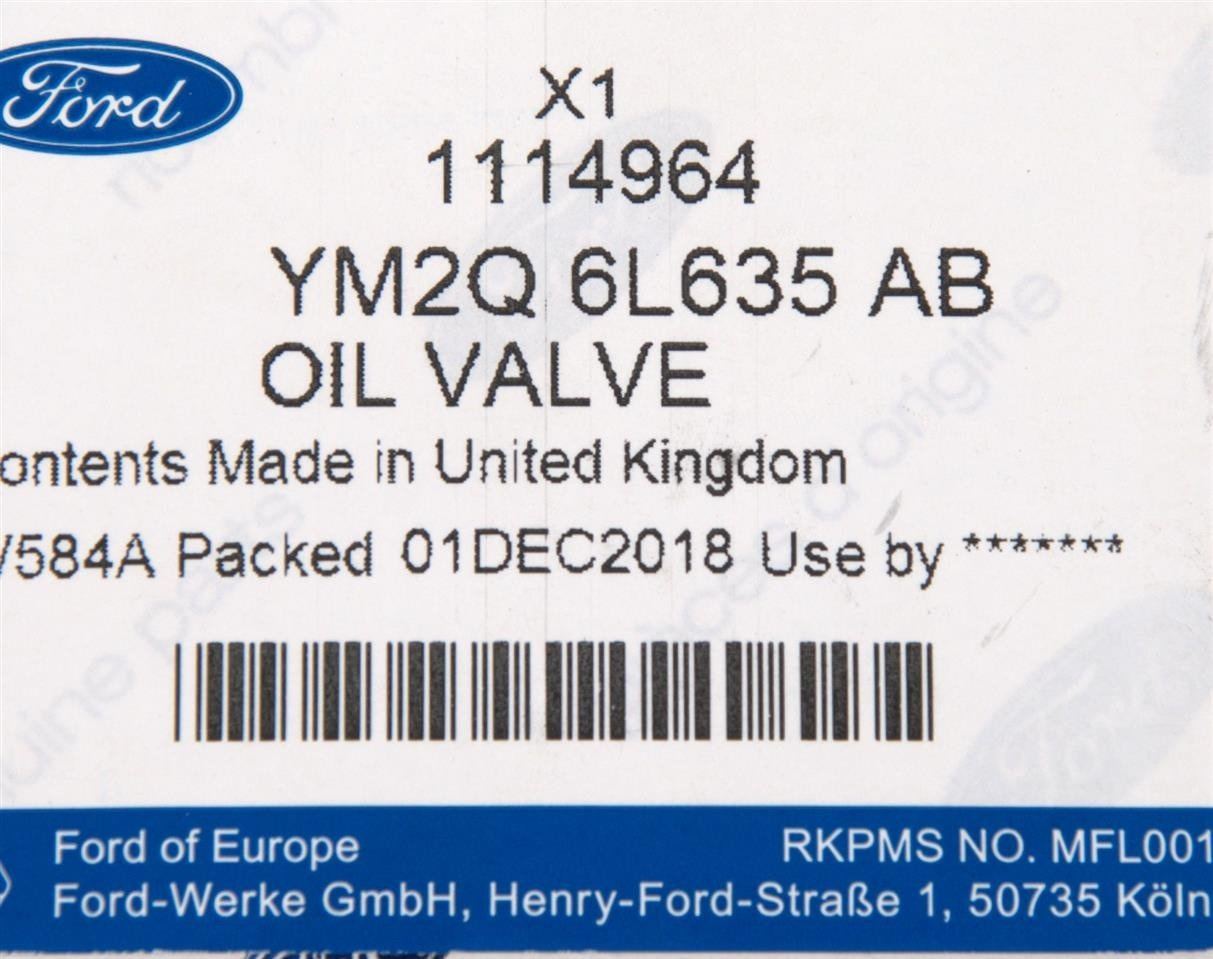 Ford
X1
1114964
YM2Q 6L635 AB
OIL VALVE
ontents Made in United Kingdom
/584A Packed 01DEC2018 Use by *******
Ford of Europe
RKPMS NO. MFL001
Ford-Werke GmbH, Henry-Ford-Straße 1, 50735 Köln